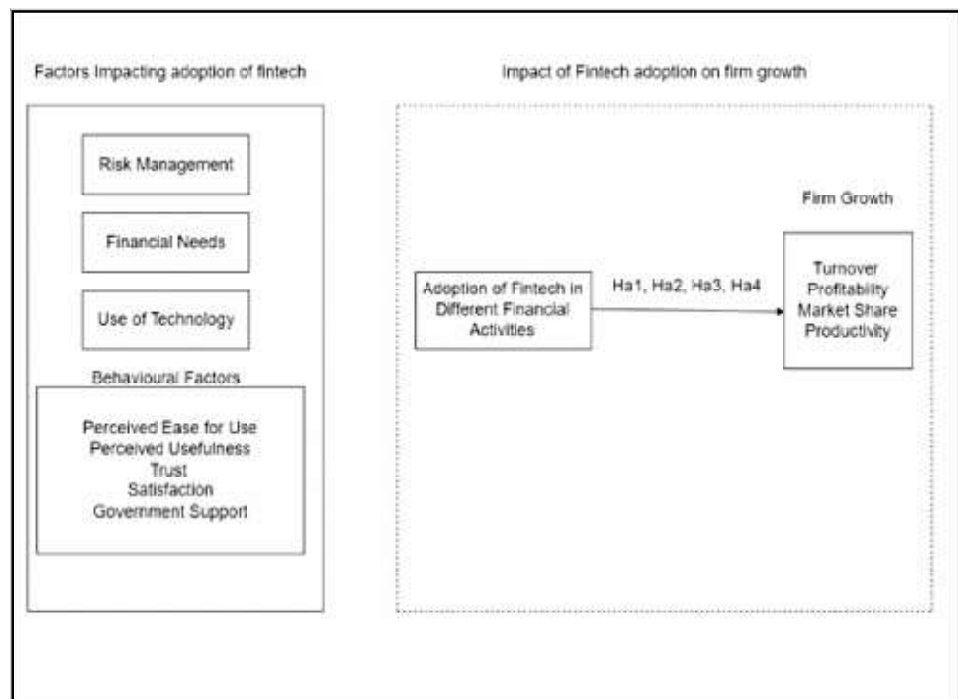 Factors Impacting adoption of fintech
Risk Management
Financial Needs
Use of Technology
Behavioural Factors
Perceived Ease for Use
Perceived Usefulness
Trust
Satisfaction
Government Support
Impact of Fintech adoption on firm growth
Adoption of Fintech in
Different Financial
Activities
Ha1, Ha2, Ha3, Ha4
Firm Growth
Turnover
Profitability
Market Share
Productivity